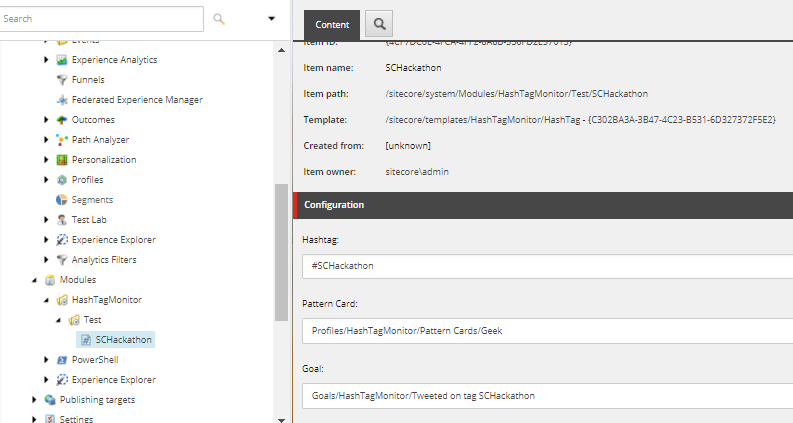 Search
Events
Experience Analytics
Funnels
Federated Experience Manager
Outcomes
Path Analyzer
Personalization
Profiles
Segments
Test Lab
Experience Explorer
Analytics Filters
Modules
HashTagMonitor
Test
SCHackathon
PowerShell
Experience Explorer
Publishing targets
Settings
Content
Item ID:
Item name: SCHackathon
Item path: /sitecore/system/Modules/HashTagMonitor/Test/SCHackathon
Template: /sitecore/templates/HashTagMonitor/HashTag - {C302BA3A-3B47-4C23-B531-6D327372F5E2}
Created from: [unknown]
Item owner: sitecore\admin
Configuration
Hashtag:
#SCHackathon
Pattern Card:
Profiles/HashTagMonitor/Pattern Cards/Geek
Goal:
Goals/HashTagMonitor/Tweeted on tag SCHackathon